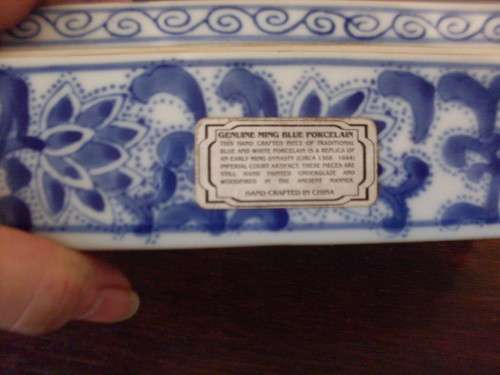 GENUINE MING BLUE PORCELAIN
THIS HAND CRAFTED PIECE OF TRADITIONAL
BLUE AND WHITE PORCELAIN IS A REPLICA OF
AN EARLY MING DYNASTY (CIRCA 1368 - 1644)
IMPERIAL COURT ARTIFACT. THESE PIECES ARE
STILL HAND PAINTED UNDERGLAZE AND
WOODFIRED IN THE ANCIENT MANNER.
HAND-CRAFTED IN CHINA